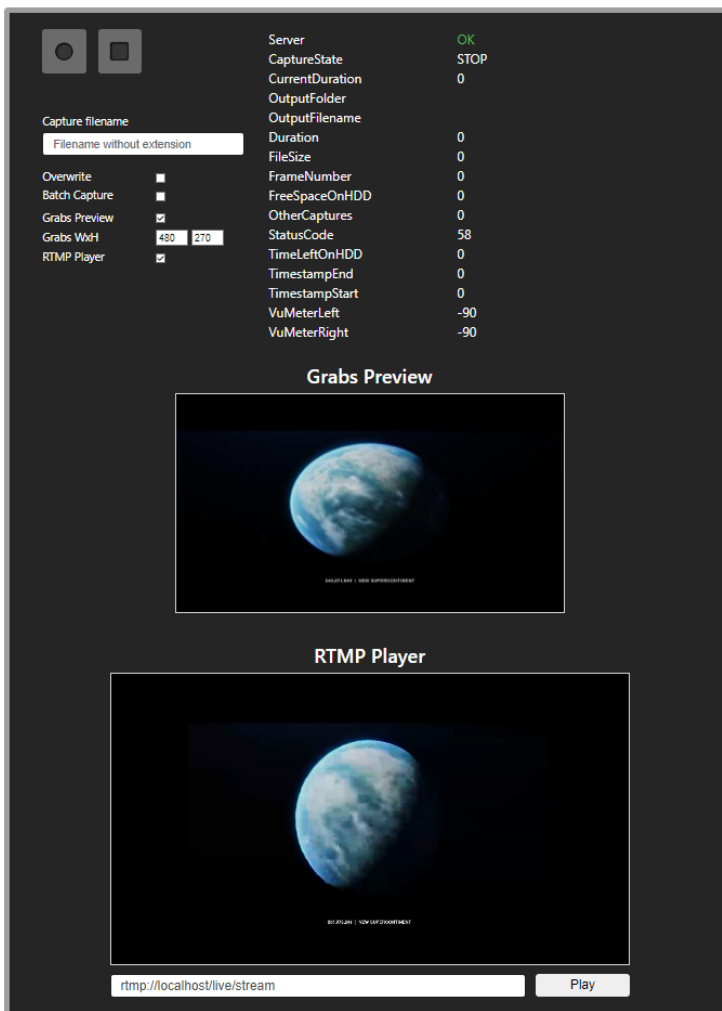 Server OK
CaptureState STOP
CurrentDuration 0
OutputFolder
OutputFilename
Duration 0
FileSize 0
FrameNumber 0
FreeSpaceOnHDD 0
OtherCaptures 0
StatusCode 58
TimeLeftOnHDD 0
TimestampEnd 0
TimestampStart 0
VuMeterLeft -90
VuMeterRight -90
Capture filename
Filename without extension
Overwrite
Batch Capture
Grabs Preview
Grabs WxH 480 270
RTMP Player
Grabs Preview
| NEW SUPERCONTINENT
RTMP Player
| NEW SUPERCONTINENT
rtmp://localhost/live/stream
Play